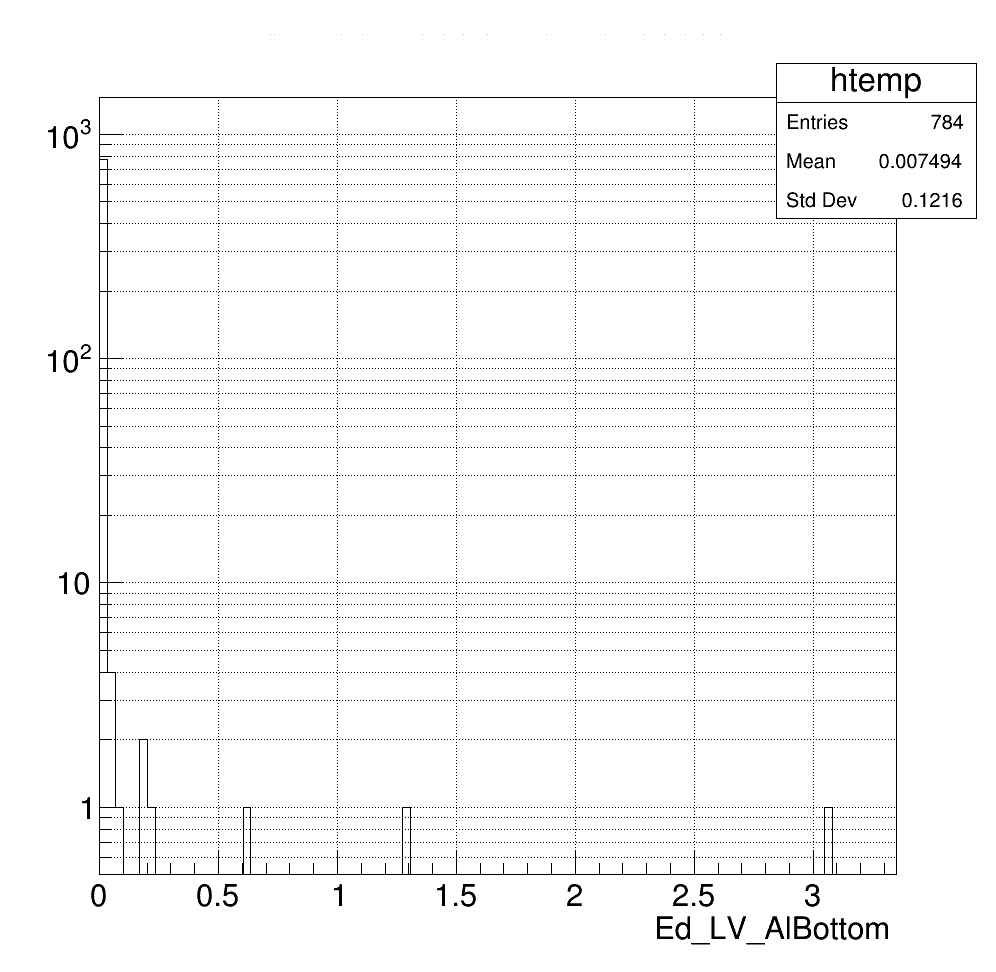 htemp
Entries 784
Mean 0.007494
Std Dev 0.1216
10³
10²
10
1
0 0.5 1 1.5 2 2.5 3
Ed_LV_AlBottom